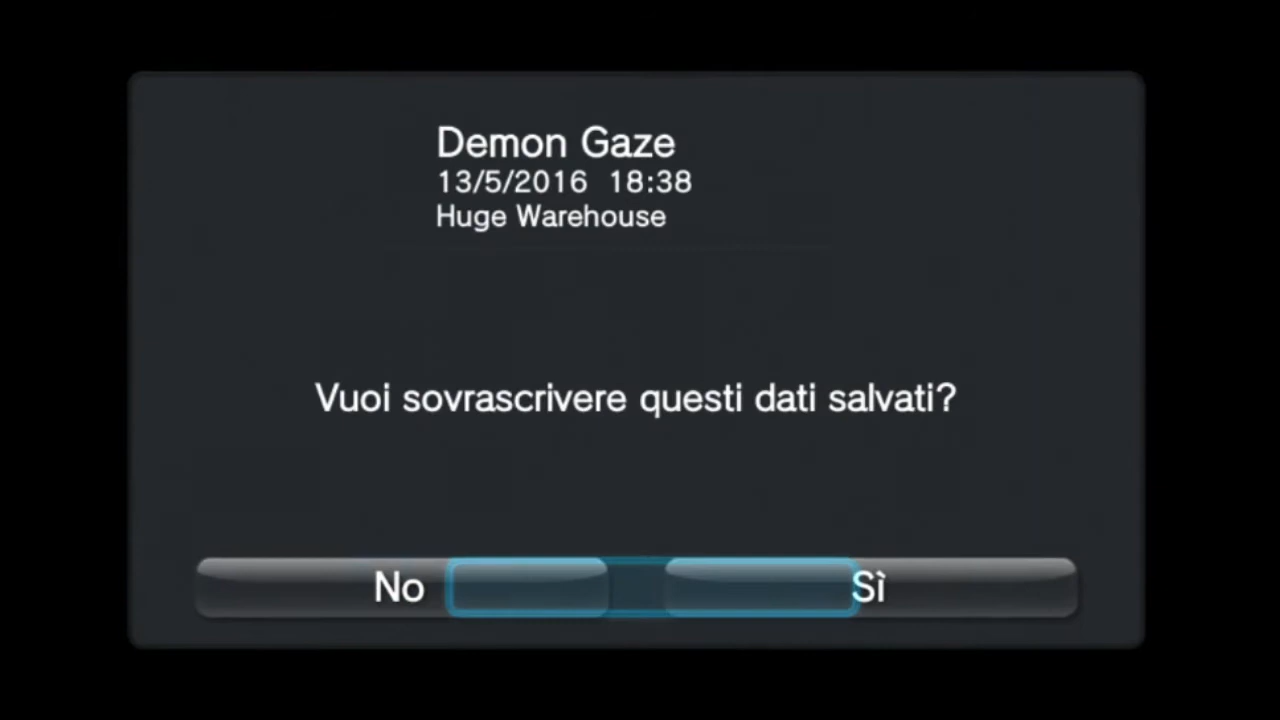 Demon Gaze
13/5/2016 18:38
Huge Warehouse
Vuoi sovrascrivere questi dati salvati?
No
Sì